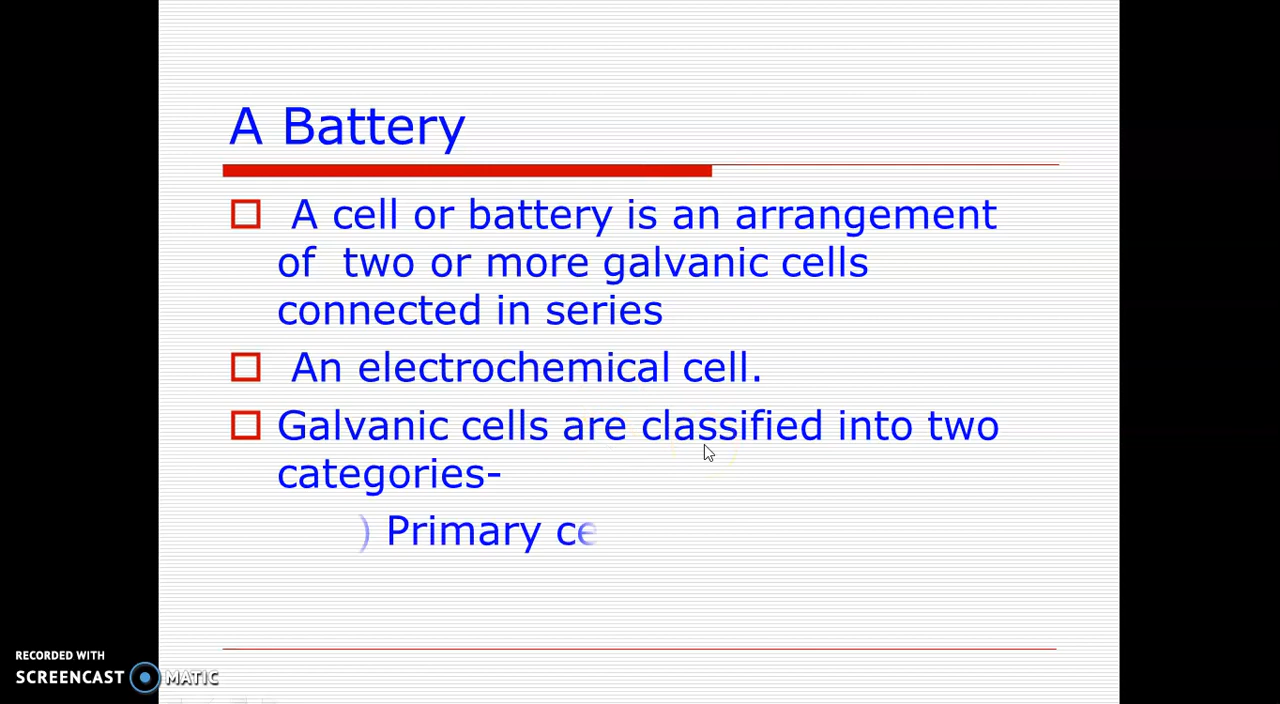 A Battery
A cell or battery is an arrangement
of two or more galvanic cells
connected in series
An electrochemical cell.
Galvanic cells are classified into two
categories-
) Primary ce
RECORDED WITH
SCREENCAST MATIC